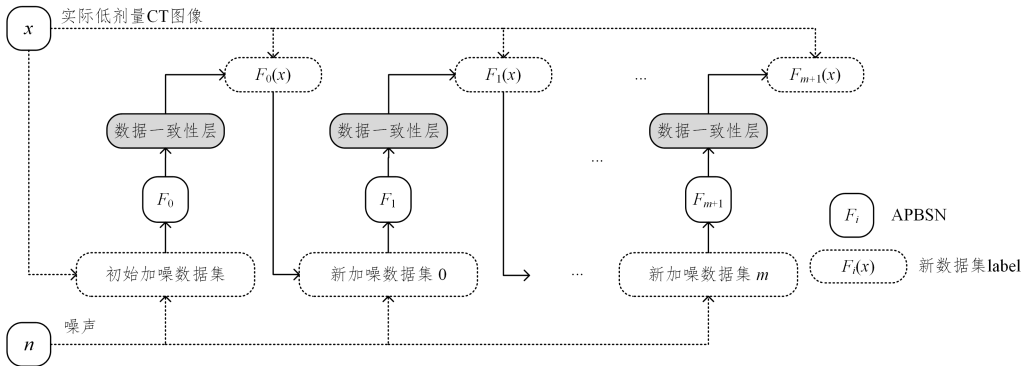 x 实际低剂量CT图像
F0(x) F1(x) ... Fm+1(x)
数据一致性层 数据一致性层 数据一致性层
...
F0 F1 Fm+1
Fi APBSN
初始加噪数据集 新加噪数据集 0 ... 新加噪数据集 m
Fi(x) 新数据集label
噪声
n